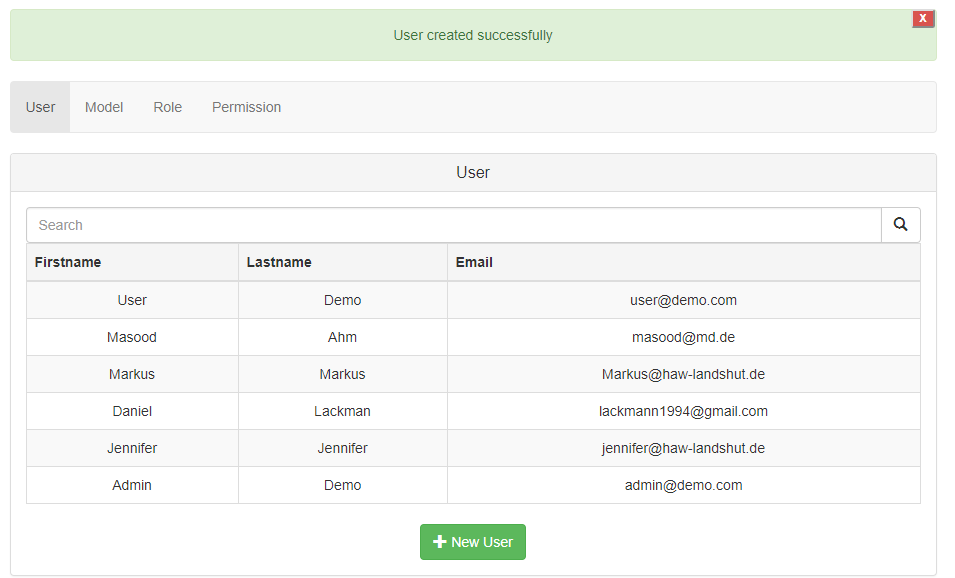 X
User created successfully
User Model Role Permission
User
Search
Firstname Lastname Email
User Demo user@demo.com
Masood Ahm masood@md.de
Markus Markus Markus@haw-landshut.de
Daniel Lackman lackmann1994@gmail.com
Jennifer Jennifer jennifer@haw-landshut.de
Admin Demo admin@demo.com
New User